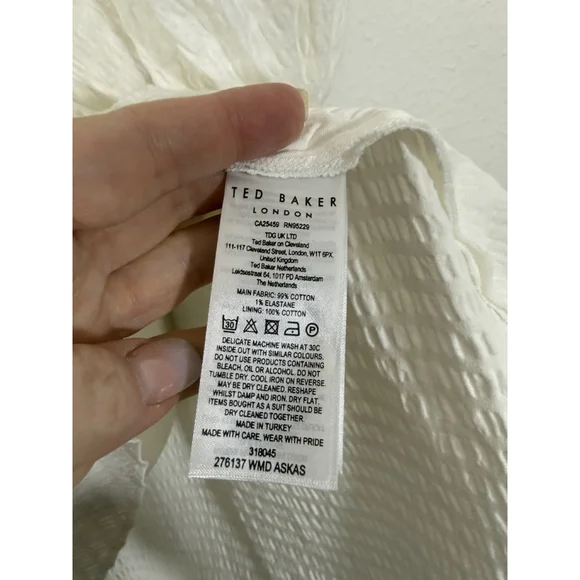 TED BAKER
LONDON
CA25459 RN95229
TDG UK LTD
Ted Baker on Cleveland
111-117 Cleveland Street, London, W1T 6PX,
United Kingdom
Ted Baker Netherlands
Leidsestraat 64, 1017 PD Amsterdam
The Netherlands
MAIN FABRIC: 99% COTTON
1% ELASTANE
LINING: 100% COTTON
30 P
DELICATE MACHINE WASH AT 30C
INSIDE OUT WITH SIMILAR COLOURS.
DO NOT USE PRODUCTS CONTAINING
BLEACH, OIL OR ALCOHOL. DO NOT
TUMBLE DRY. COOL IRON ON REVERSE.
MAY BE DRY CLEANED. RESHAPE
WHILST DAMP AND IRON, DRY FLAT.
ITEMS BOUGHT AS A SUIT SHOULD BE
DRY CLEANED TOGETHER.
MADE IN TURKEY
MADE WITH CARE, WEAR WITH PRIDE
318045
276137 WMD ASKAS